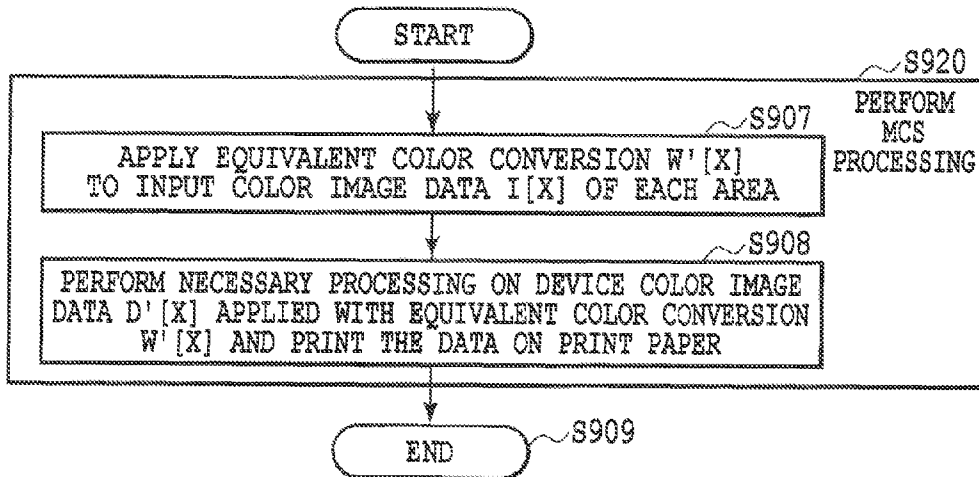 START
S920
PERFORM
MCS
PROCESSING
S907
APPLY EQUIVALENT COLOR CONVERSION W'[X]
TO INPUT COLOR IMAGE DATA I[X] OF EACH AREA
S908
PERFORM NECESSARY PROCESSING ON DEVICE COLOR IMAGE
DATA D'[X] APPLIED WITH EQUIVALENT COLOR CONVERSION
W'[X] AND PRINT THE DATA ON PRINT PAPER
END
S909